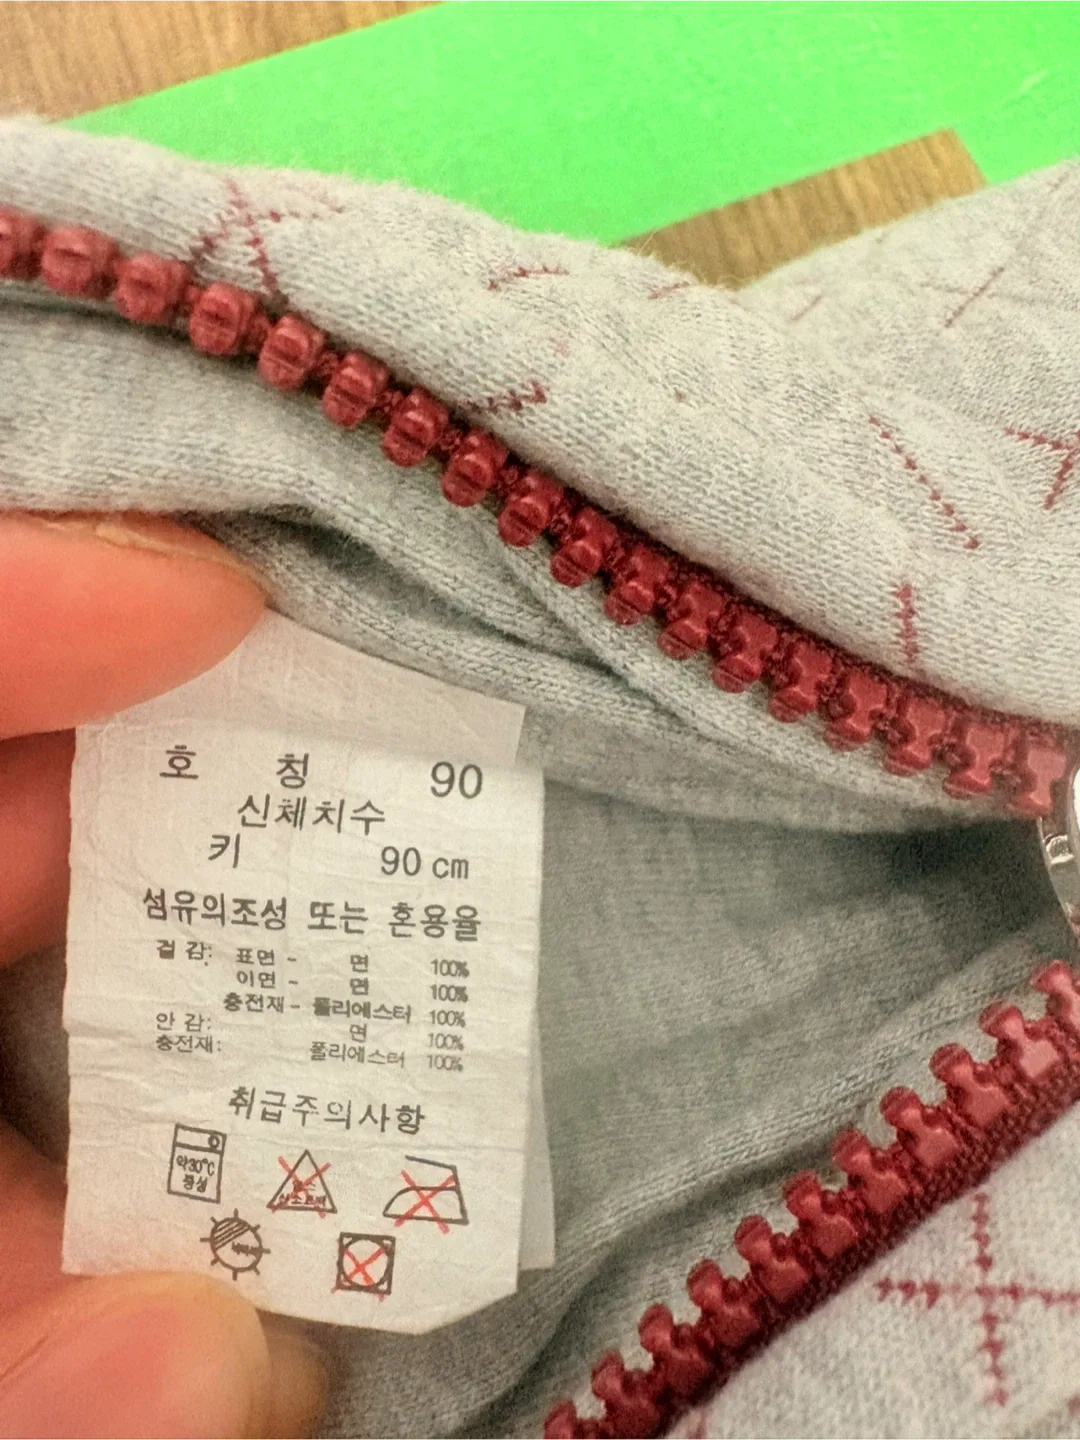 호 칭 90
신체치수
키 90 cm
섬유의조성 또는 혼용율
겉 감: 표면 - 면 100%
이면 - 면 100%
충전재 - 폴리에스터 100%
안 감: 면 100%
충전재: 폴리에스터 100%
취급주의사항
약30℃
중성